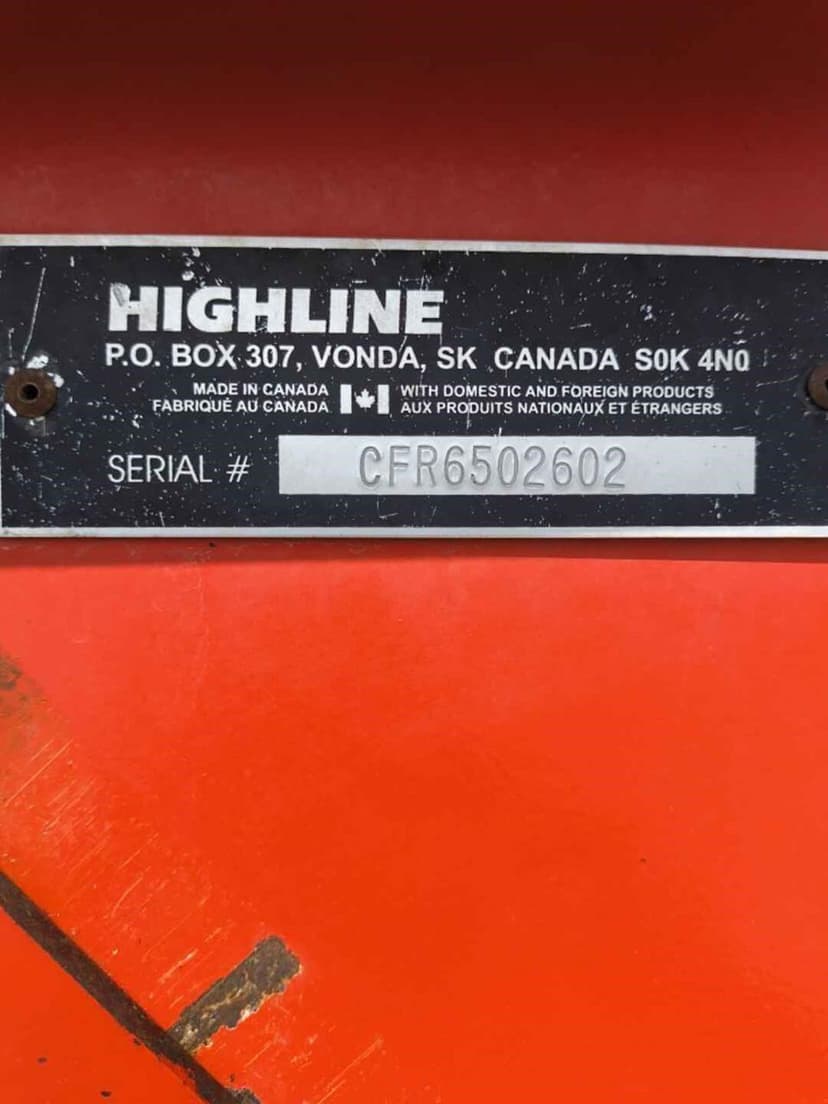 HIGHLINE
P.O. BOX 307, VONDA, SK CANADA S0K 4N0
MADE IN CANADA WITH DOMESTIC AND FOREIGN PRODUCTS
FABRIQUÉ AU CANADA AUX PRODUITS NATIONAUX ET ÉTRANGERS
SERIAL # CFR6502602